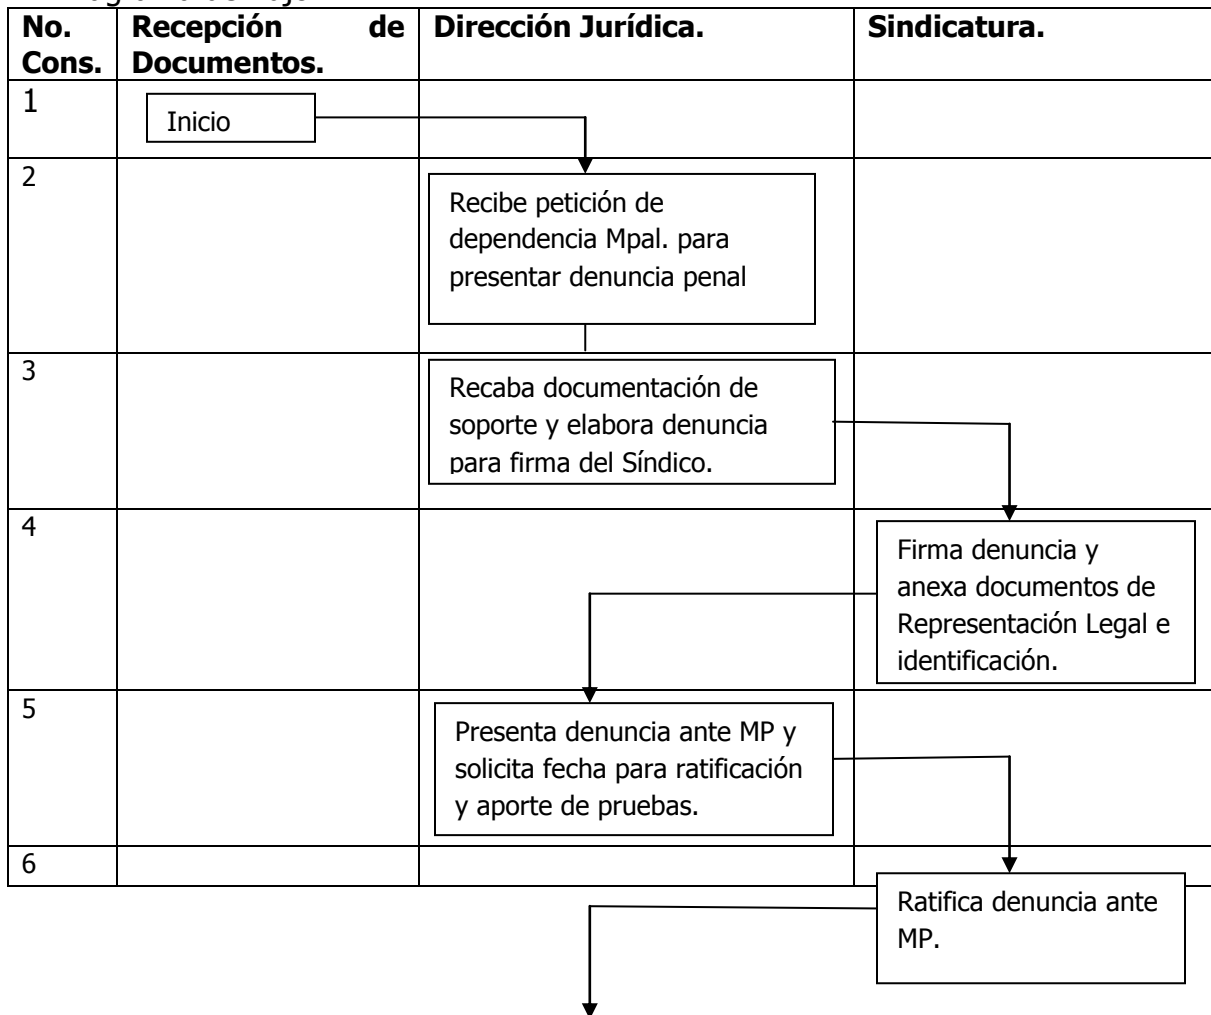 No. Cons.
Recepción de Documentos.
Dirección Jurídica.
Sindicatura.
1
Inicio
2
Recibe petición de
dependencia Mpal. para
presentar denuncia penal
3
Recaba documentación de
soporte y elabora denuncia
para firma del Síndico.
4
Firma denuncia y
anexa documentos de
Representación Legal e
identificación.
5
Presenta denuncia ante MP y
solicita fecha para ratificación
y aporte de pruebas.
6
Ratifica denuncia ante
MP.